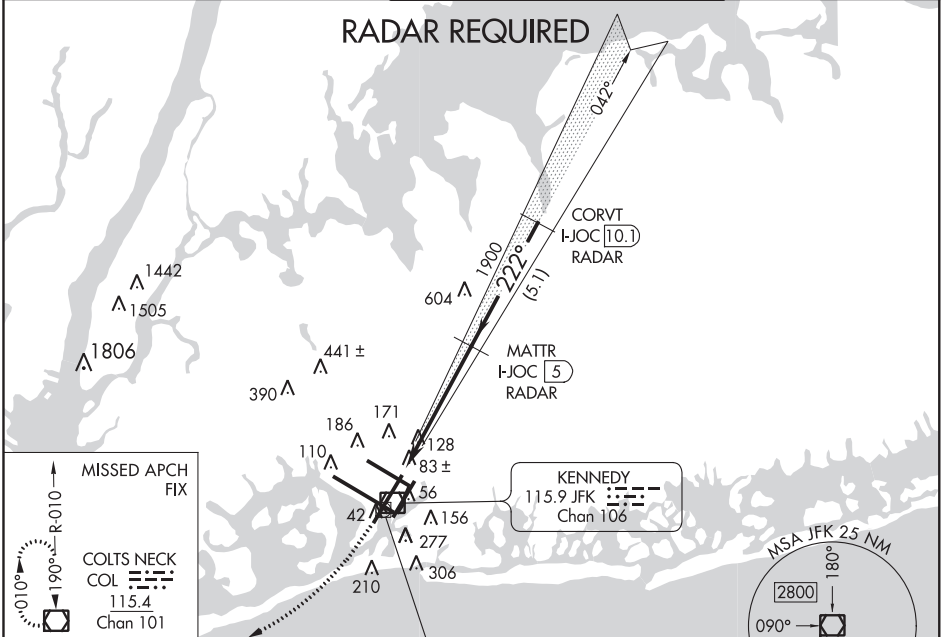 RADAR REQUIRED
042°
CORVT
I-JOC 10.1
RADAR
1900
222°
(5.1)
604
1442
1505
1806
MATTR
I-JOC 5
RADAR
441 ±
390
171
186
128
110
83 ±
56
42
156
277
306
210
KENNEDY
115.9 JFK
Chan 106
MISSED APCH
FIX
R-010
190°
010°
COLTS NECK
COL
115.4
Chan 101
MSA JFK 25 NM
180°
2800
090°